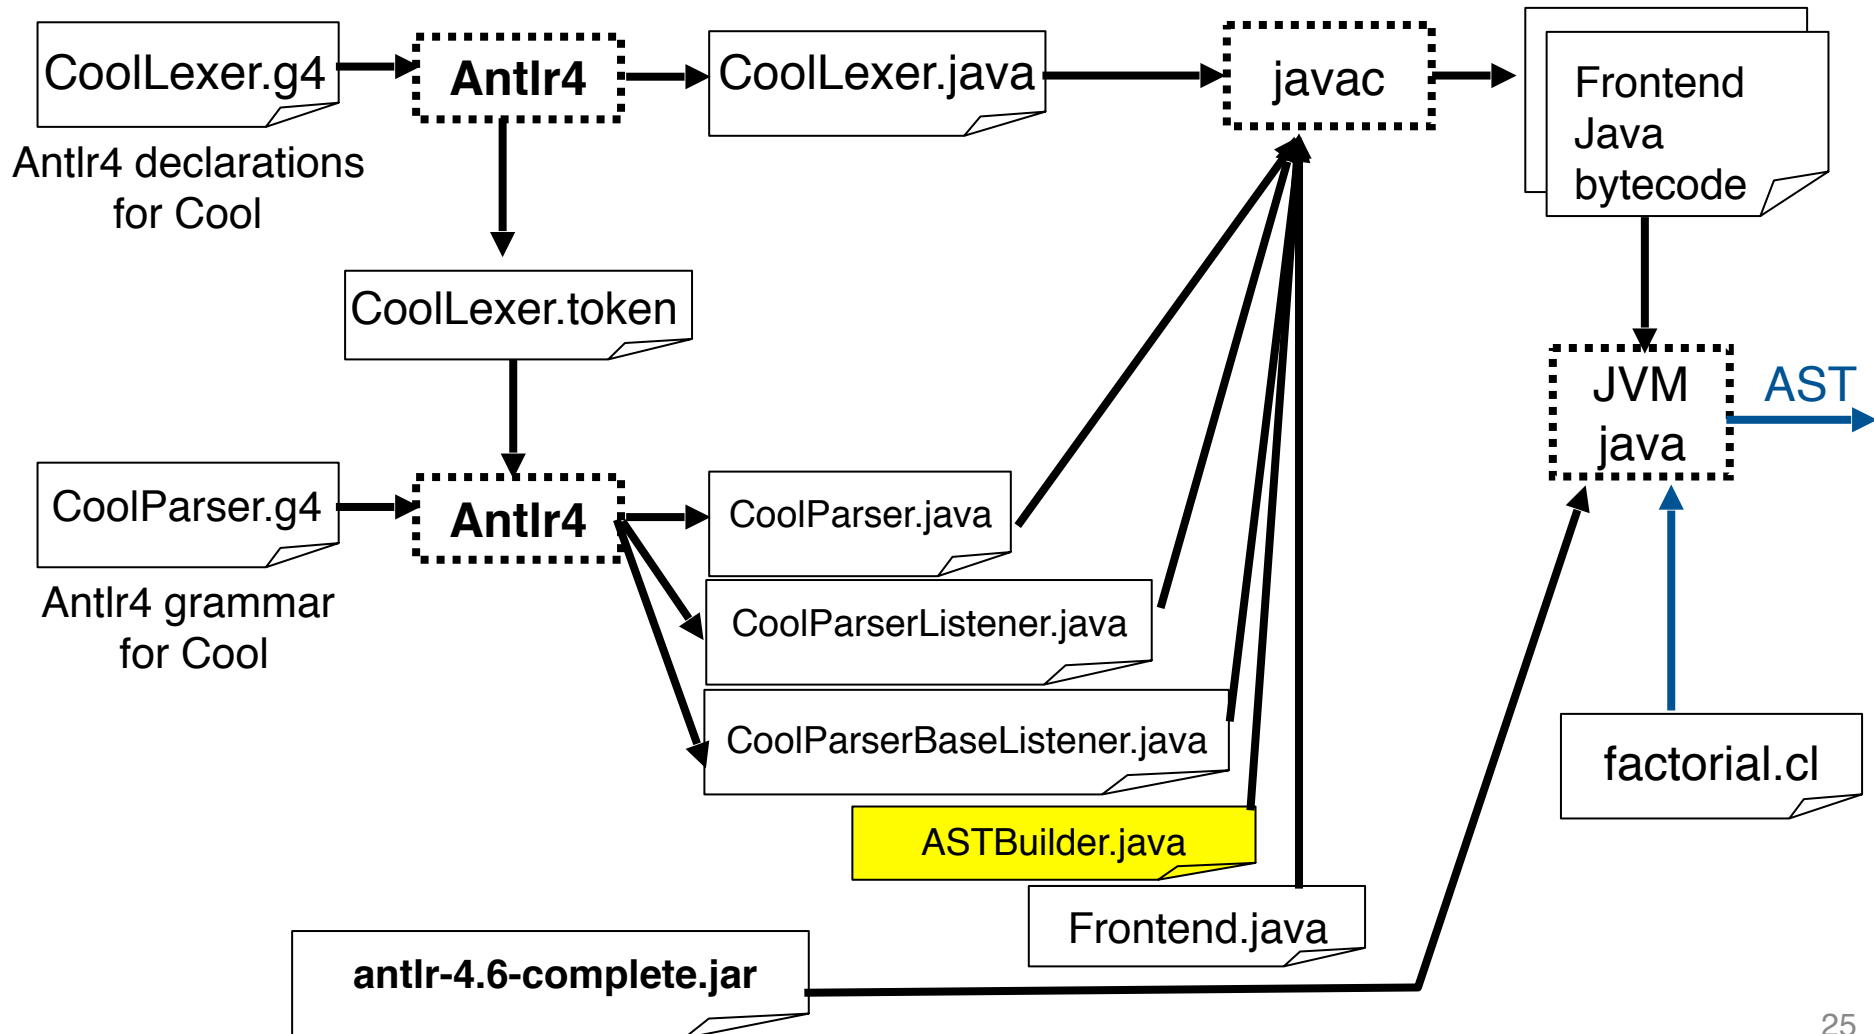 CoolLexer.g4
Antlr4
CoolLexer.java
javac
Frontend
Java
bytecode
Antlr4 declarations
for Cool
CoolLexer.token
JVM
java
AST
CoolParser.g4
Antlr4
CoolParser.java
Antlr4 grammar
for Cool
CoolParserListener.java
CoolParserBaseListener.java
factorial.cl
ASTBuilder.java
Frontend.java
antlr-4.6-complete.jar
25